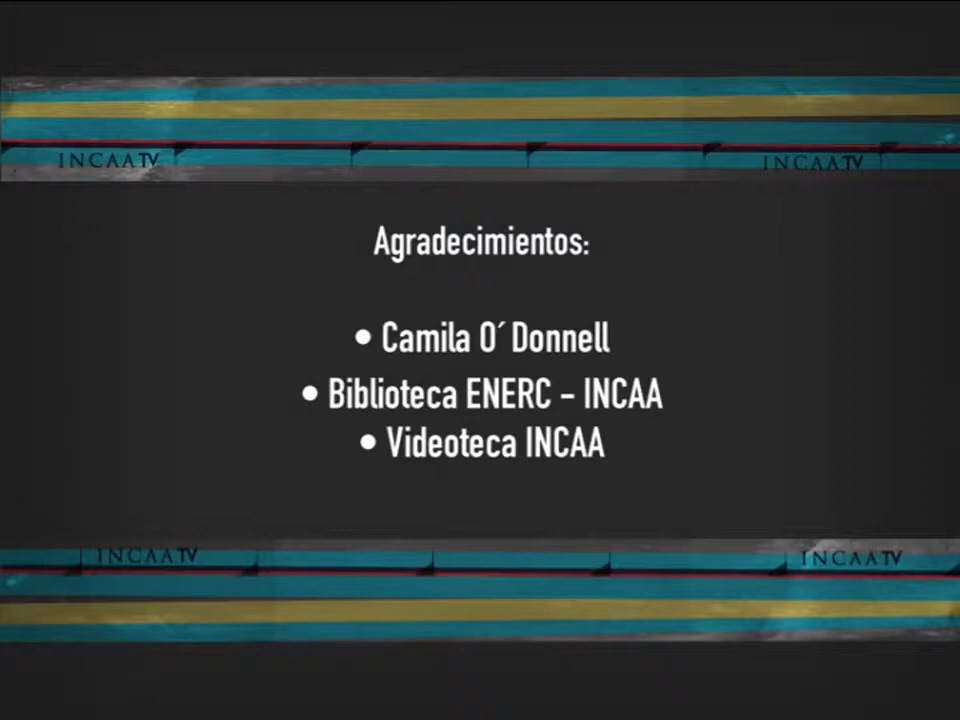 INCAATV INCAATV
Agradecimientos:
• Camila O´Donnell
• Biblioteca ENERC - INCAA
• Videoteca INCAA
INCAATV INCAATV